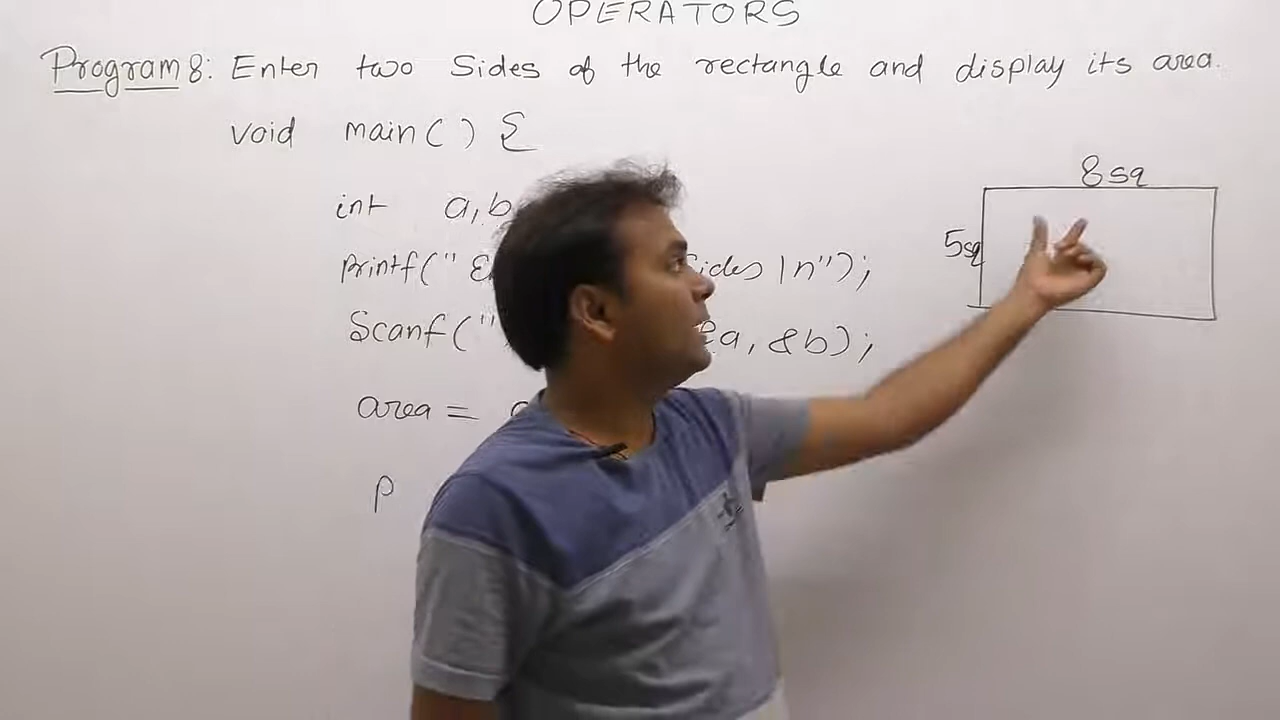 OPERATORS
Program 8: Enter two Sides of the rectangle and display its area.
void main() {
int a,b
printf(" \n");
Scanf(" &a, &b);
area =
P
8sq
5sq